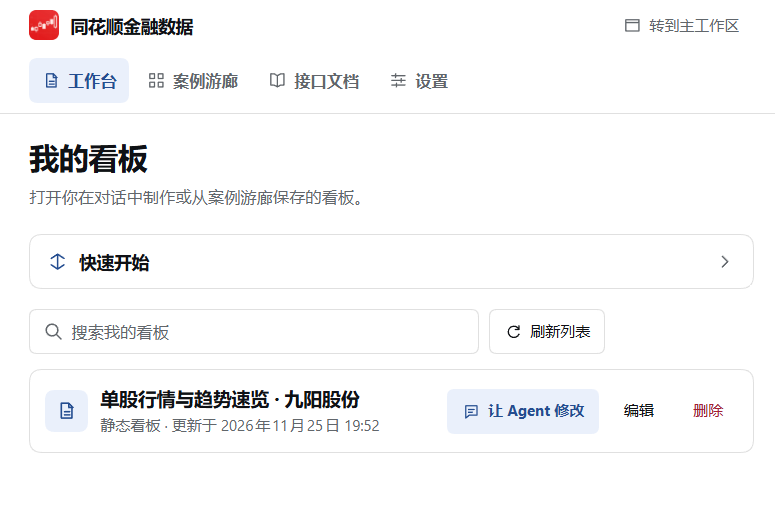 同花顺金融数据
转到主工作区
工作台
案例游廊
接口文档
设置
我的看板
打开你在对话中制作或从案例游廊保存的看板。
快速开始
搜索我的看板
刷新列表
单股行情与趋势速览 · 九阳股份
静态看板 · 更新于 2026年11月25日 19:52
让 Agent 修改
编辑
删除